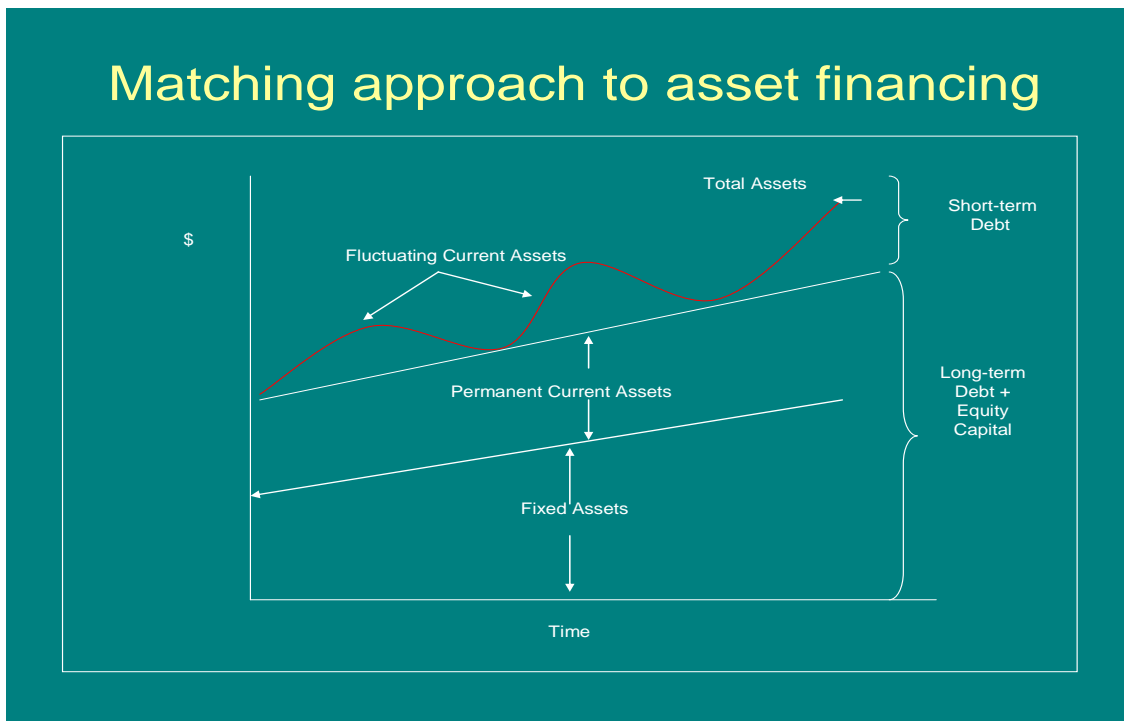 Matching approach to asset financing
Total Assets
Short-term
Debt
$
Fluctuating Current Assets
Long-term
Debt +
Equity
Capital
Permanent Current Assets
Fixed Assets
Time